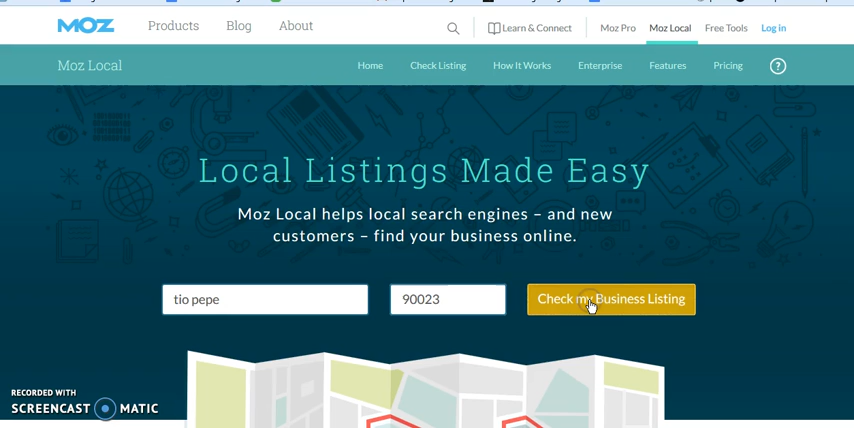 MOZ Products Blog About Learn & Connect Moz Pro Moz Local Free Tools Log in
Moz Local Home Check Listing How It Works Enterprise Features Pricing ?
Local Listings Made Easy
Moz Local helps local search engines – and new
customers – find your business online.
tio pepe 90023 Check my Business Listing
RECORDED WITH
SCREENCAST MATIC